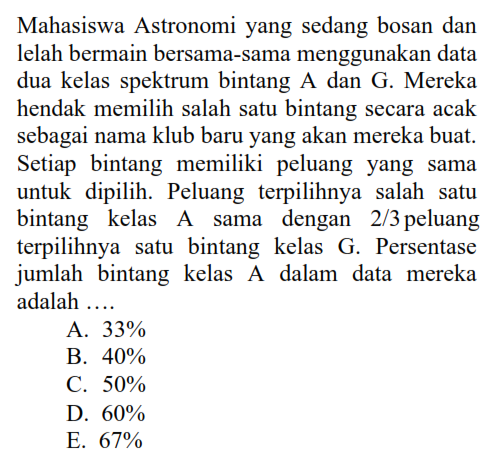 Mahasiswa Astronomi yang sedang bosan dan
lelah bermain bersama-sama menggunakan data
dua kelas spektrum bintang A dan G. Mereka
hendak memilih salah satu bintang secara acak
sebagai nama klub baru yang akan mereka buat.
Setiap bintang memiliki peluang yang sama
untuk dipilih. Peluang terpilihnya salah satu
bintang kelas A sama dengan 2/3 peluang
terpilihnya satu bintang kelas G. Persentase
jumlah bintang kelas A dalam data mereka
adalah ....
A. 33%
B. 40%
C. 50%
D. 60%
E. 67%